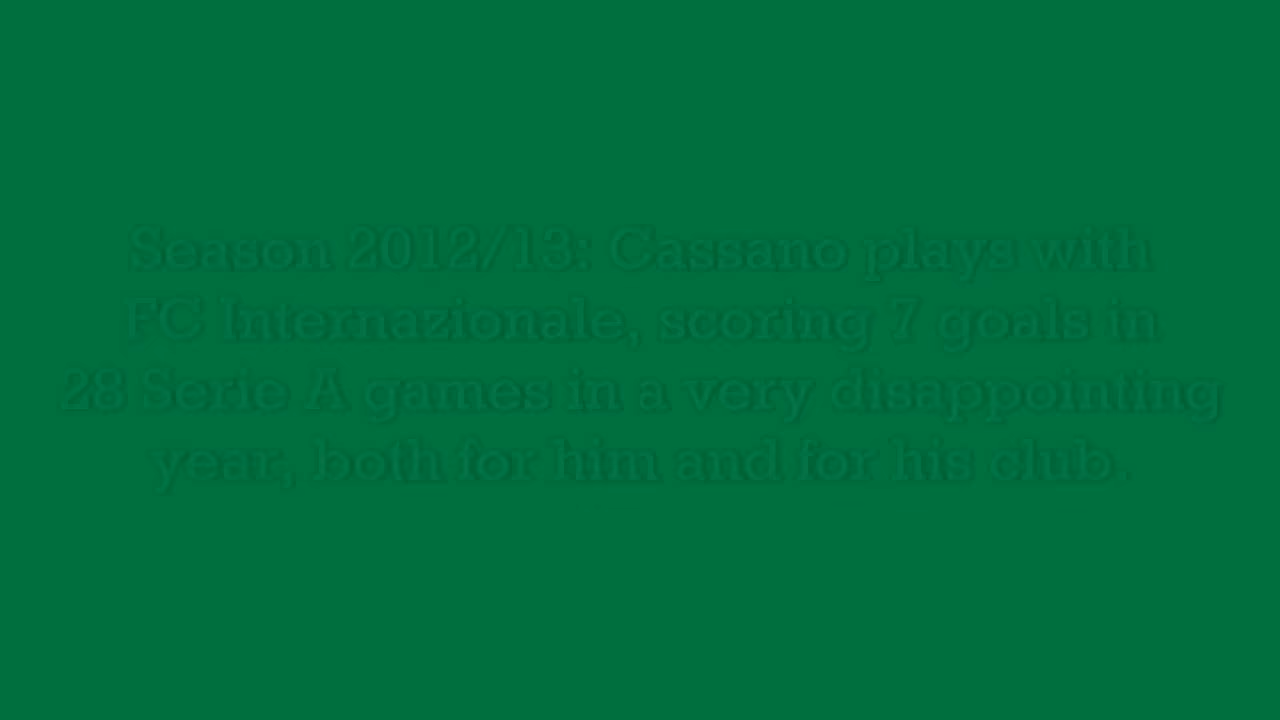 Season 2012/13: Cassano plays with
FC Internazionale, scoring 7 goals in
28 Serie A games in a very disappointing
year, both for him and for his club.